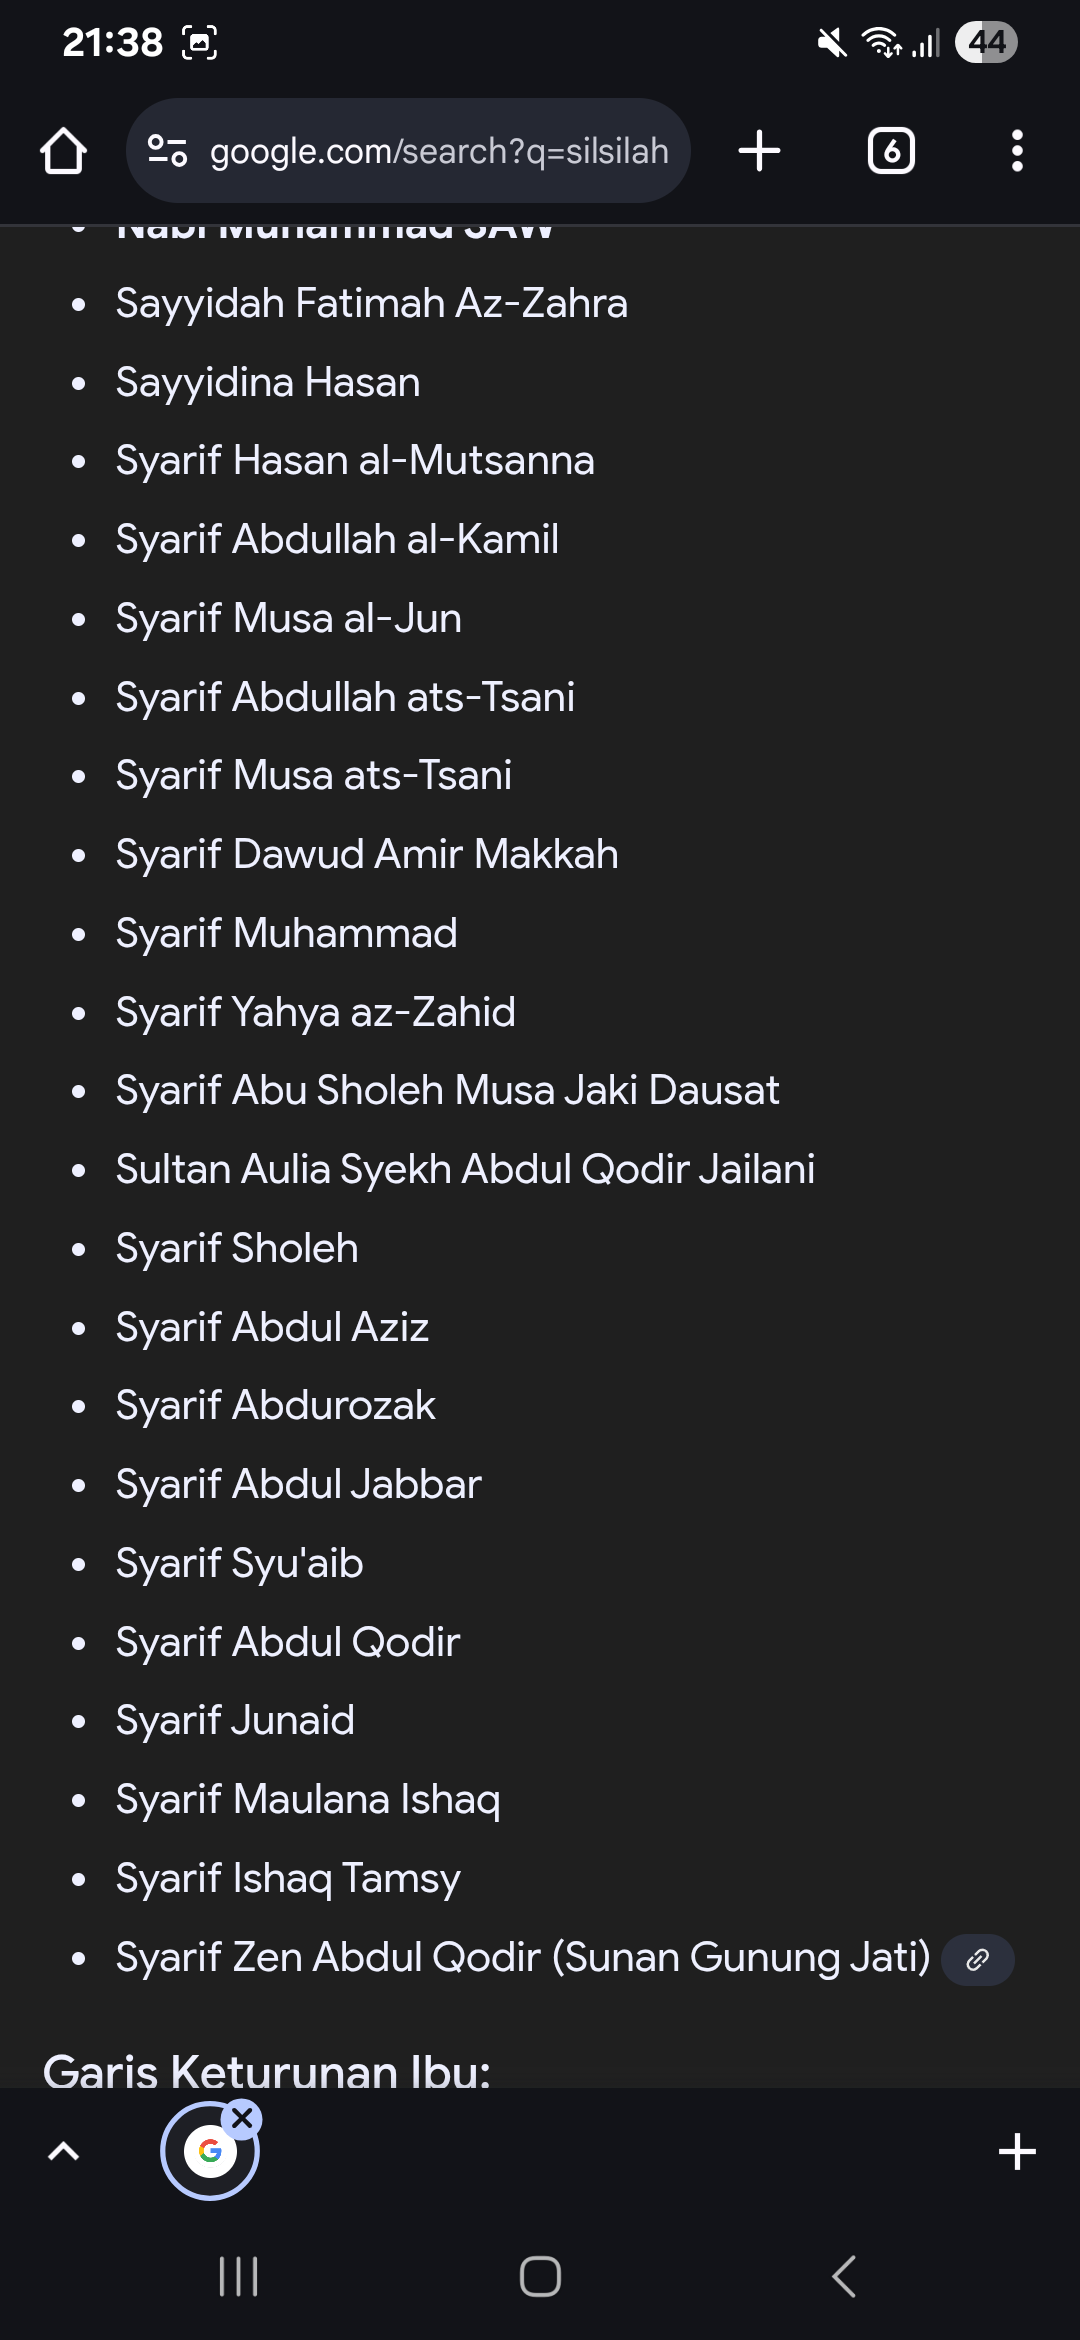 21:38
44
google.com/search?q=silsilah
6
Nabi Muhammad SAW
Sayyidah Fatimah Az-Zahra
Sayyidina Hasan
Syarif Hasan al-Mutsanna
Syarif Abdullah al-Kamil
Syarif Musa al-Jun
Syarif Abdullah ats-Tsani
Syarif Musa ats-Tsani
Syarif Dawud Amir Makkah
Syarif Muhammad
Syarif Yahya az-Zahid
Syarif Abu Sholeh Musa Jaki Dausat
Sultan Aulia Syekh Abdul Qodir Jailani
Syarif Sholeh
Syarif Abdul Aziz
Syarif Abdurozak
Syarif Abdul Jabbar
Syarif Syu'aib
Syarif Abdul Qodir
Syarif Junaid
Syarif Maulana Ishaq
Syarif Ishaq Tamsy
Syarif Zen Abdul Qodir (Sunan Gunung Jati)
Garis Keturunan Ibu:
G